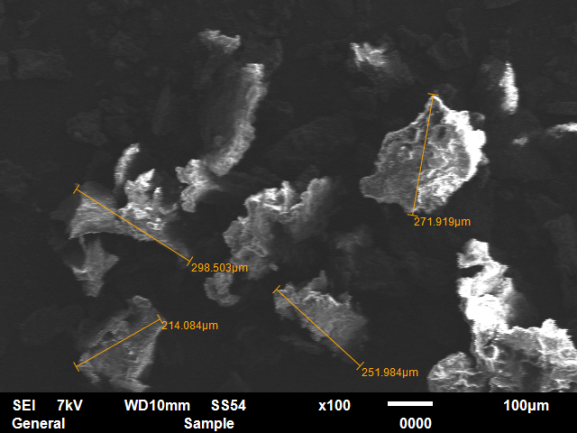 271.919µm
298.503µm
214.084µm
251.984µm
SEI 7kV WD10mm SS54 x100 100µm
General Sample 0000